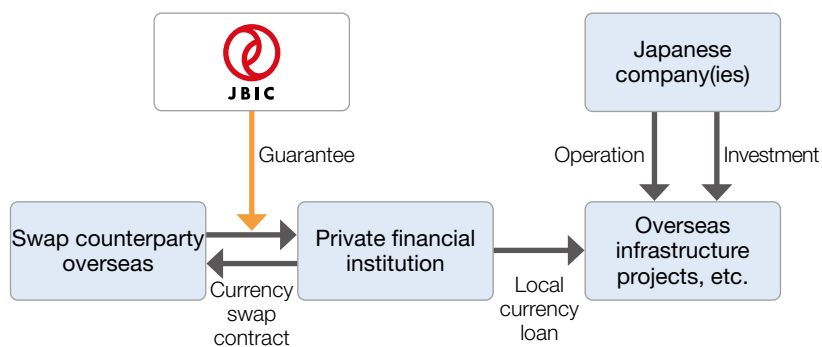 JBIC
Japanese
company(ies)
Guarantee
Operation
Investment
Swap counterparty
overseas
Private financial
institution
Overseas
infrastructure
projects, etc.
Currency
swap
contract
Local
currency
loan